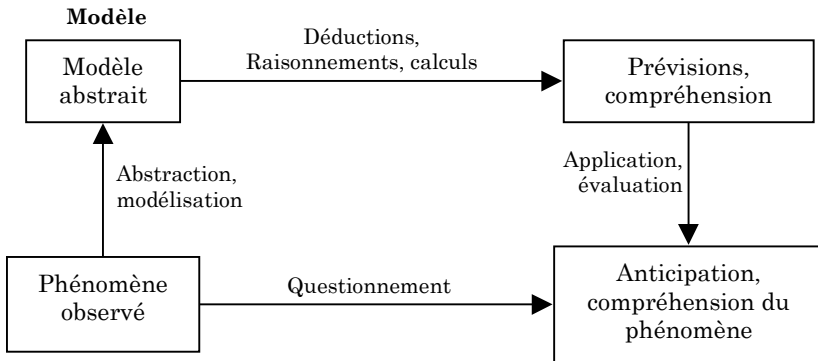 Modèle
Modèle
abstrait
Déductions,
Raisonnements, calculs
Prévisions,
compréhension
Abstraction,
modélisation
Application,
évaluation
Phénomène
observé
Questionnement
Anticipation,
compréhension du
phénomène